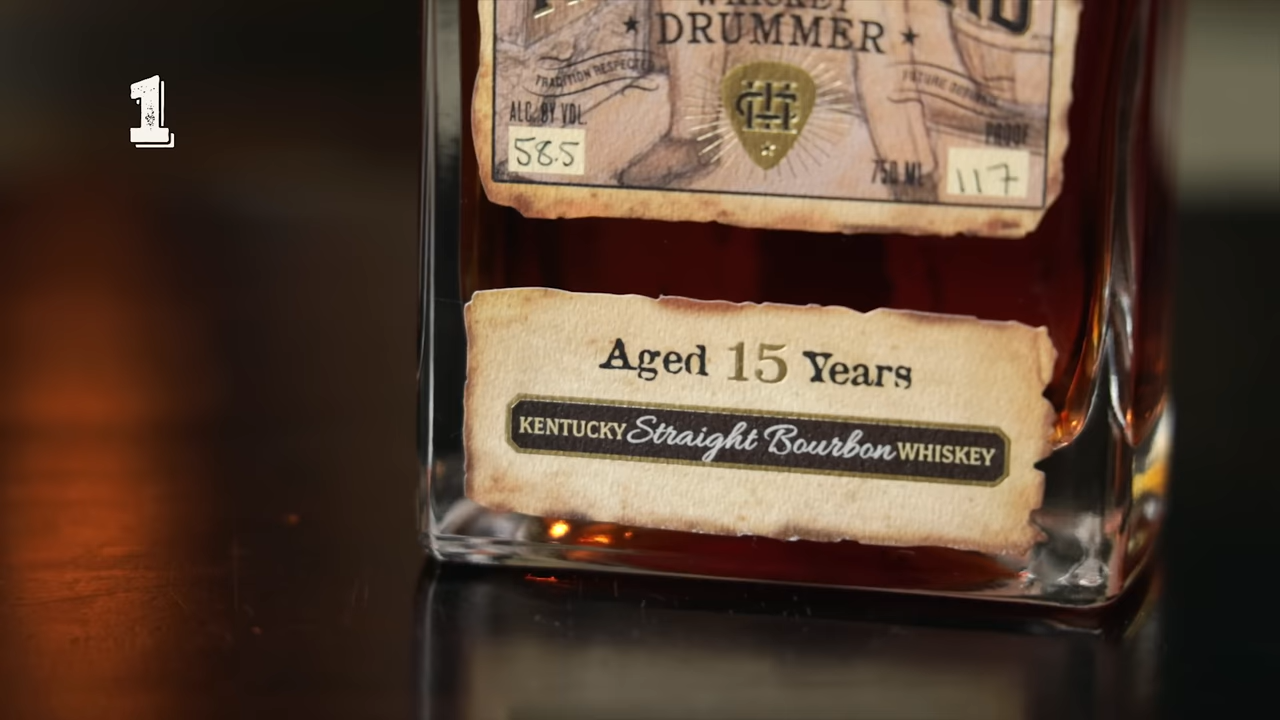 1
WHISKEY
★ DRUMMER ★
TRADITION RESPECTED
ALC. BY VOL.
58.5
PROOF
750 ML
117
Aged 15 Years
KENTUCKY Straight Bourbon WHISKEY